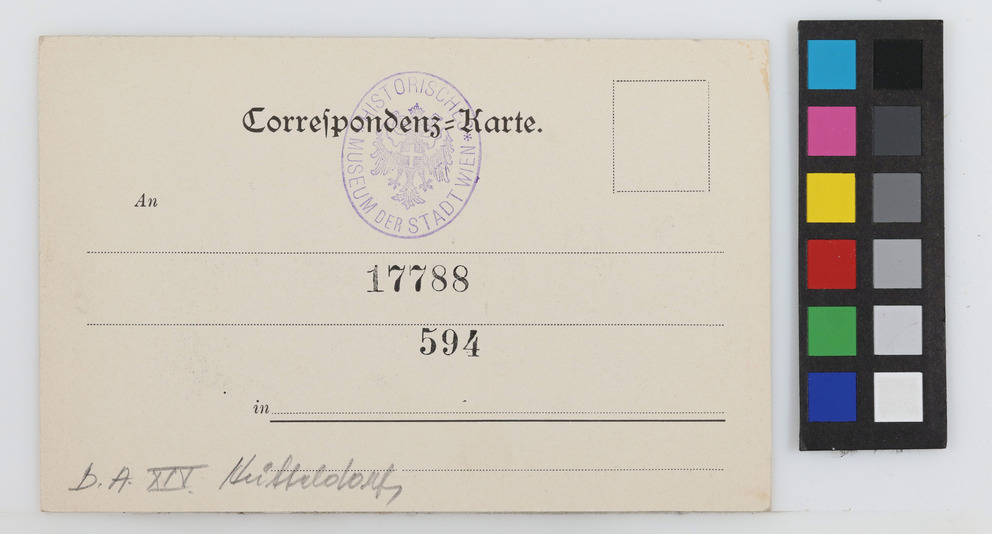 Correſpondenz=Karte.
HISTORISCHES MUSEUM DER STADT WIEN *
An
17788
594
in
D. A. XIV. Hütteldorf,